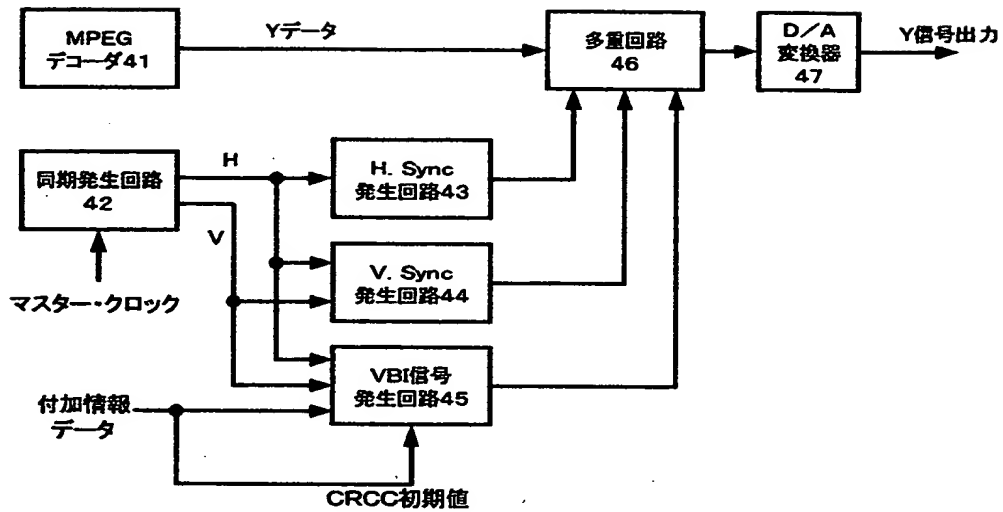 MPEG
デコーダ41
Yデータ
多重回路
46
D/A
変換器
47
Y信号出力
同期発生回路
42
H
V
H. Sync
発生回路43
V. Sync
発生回路44
マスター・クロック
VBI信号
発生回路45
付加情報
データ
CRCC初期値